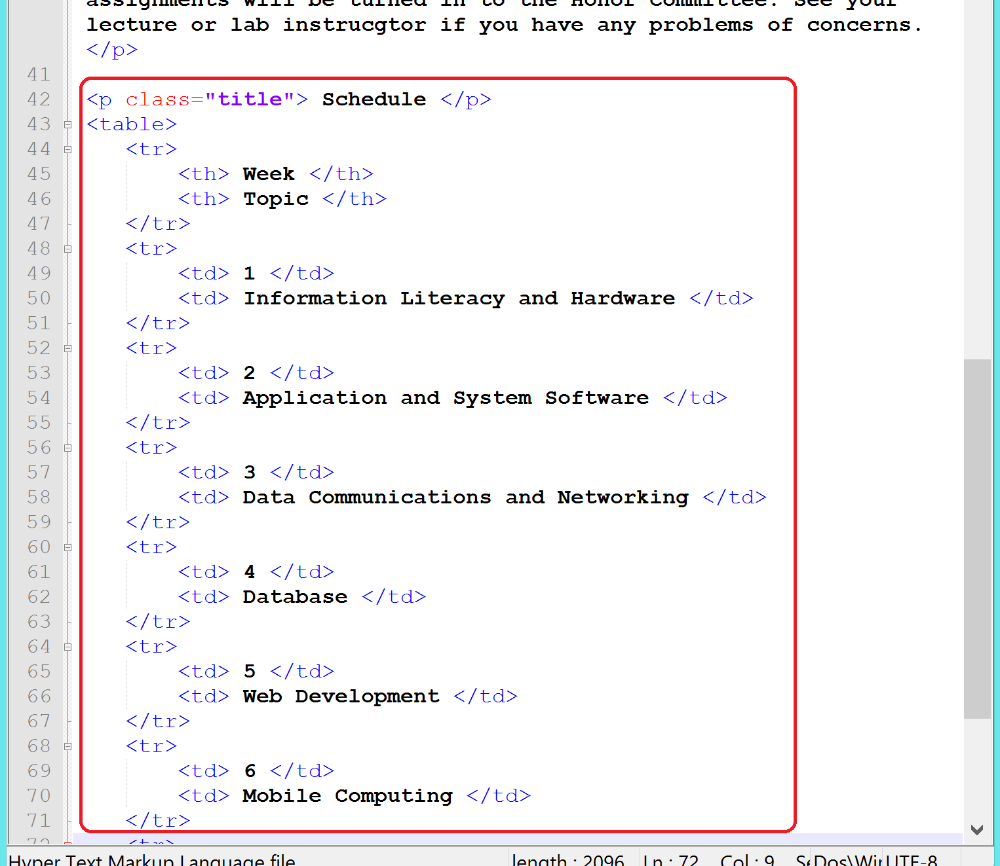 assignments will be turned in to the Honor Committee. See your
lecture or lab instrucgtor if you have any problems of concerns.
</p>
41
42 <p class="title"> Schedule </p>
43 <table>
44 <tr>
45 <th> Week </th>
46 <th> Topic </th>
47 </tr>
48 <tr>
49 <td> 1 </td>
50 <td> Information Literacy and Hardware </td>
51 </tr>
52 <tr>
53 <td> 2 </td>
54 <td> Application and System Software </td>
55 </tr>
56 <tr>
57 <td> 3 </td>
58 <td> Data Communications and Networking </td>
59 </tr>
60 <tr>
61 <td> 4 </td>
62 <td> Database </td>
63 </tr>
64 <tr>
65 <td> 5 </td>
66 <td> Web Development </td>
67 </tr>
68 <tr>
69 <td> 6 </td>
70 <td> Mobile Computing </td>
71 </tr>
72 <tr>
Hyper Text Markup Language file length : 2096 Ln : 72 Col : 9 Se Dos\Win UTF-8